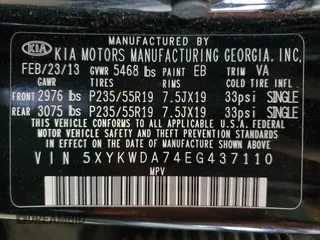 MANUFACTURED BY
KIA KIA MOTORS MANUFACTURING GEORGIA, INC.
FEB/23/13 GVWR 5468 lbs PAINT EB TRIM VA
GAWR TIRES RIMS COLD TIRE INFL.
FRONT 2976 lbs P235/55R19 7.5JX19 33psi SINGLE
REAR 3075 lbs P235/55R19 7.5JX19 33psi SINGLE
THIS VEHICLE CONFORMS TO ALL APPLICABLE U.S.A. FEDERAL
MOTOR VEHICLE SAFETY AND THEFT PREVENTION STANDARDS
IN EFFECT ON THE DATE OF MANUFACTURE SHOWN ABOVE.
VIN 5XYKWDA74EG437110
MPV